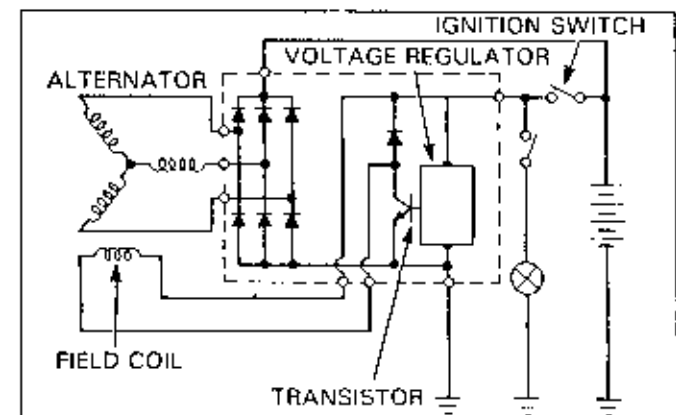 IGNITION SWITCH
VOLTAGE REGULATOR
ALTERNATOR
FIELD COIL
TRANSISTOR